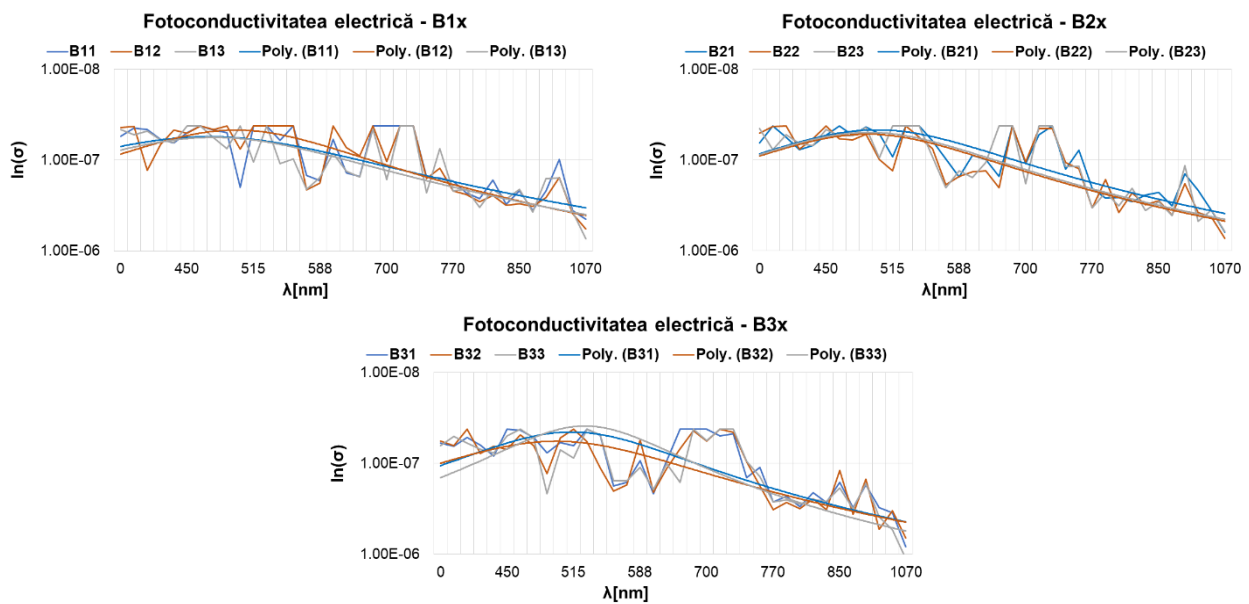 Fotoconductivitatea electrică - B1x
B11 B12 B13 Poly. (B11) Poly. (B12) Poly. (B13)
1.00E-08
1.00E-07
1.00E-06
ln(σ)
0 450 515 588 700 770 850 1070
λ[nm]
Fotoconductivitatea electrică - B2x
B21 B22 B23 Poly. (B21) Poly. (B22) Poly. (B23)
1.00E-08
1.00E-07
1.00E-06
ln(σ)
0 450 515 588 700 770 850 1070
λ[nm]
Fotoconductivitatea electrică - B3x
B31 B32 B33 Poly. (B31) Poly. (B32) Poly. (B33)
1.00E-08
1.00E-07
1.00E-06
ln(σ)
0 450 515 588 700 770 850 1070
λ[nm]